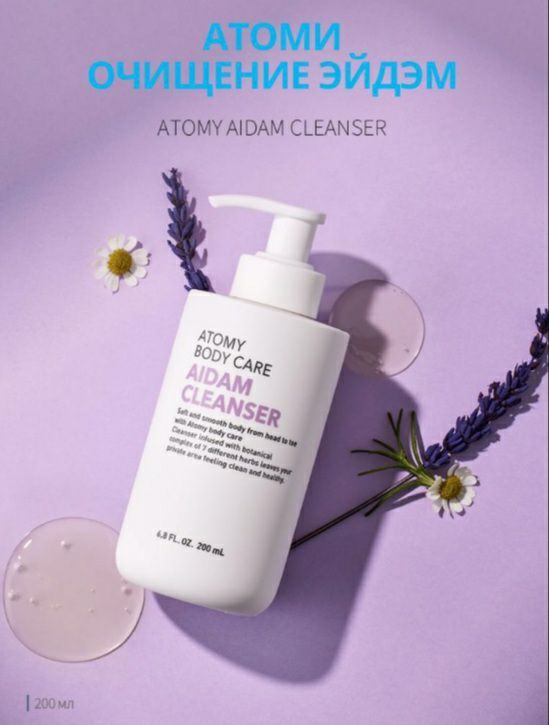 АТОМИ
ОЧИЩЕНИЕ ЭЙДЭМ
ATOMY AIDAM CLEANSER
ATOMY
BODY CARE
AIDAM
CLEANSER
Soft and smooth body from head to toe
with Atomy body care
Cleanser infused with botanical
complex of 7 different herbs leaves your
private area feeling clean and healthy.
6.8 FL. OZ. 200 mL
200 мл